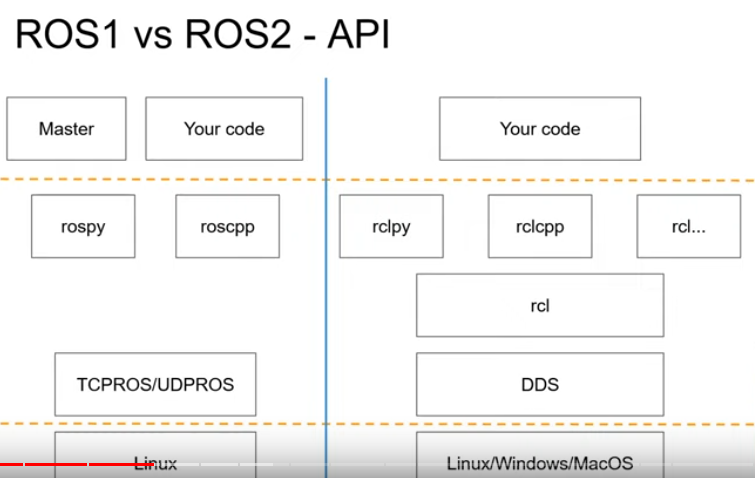 ROS1 vs ROS2 - API
Master
Your code
Your code
rospy
roscpp
rclpy
rclcpp
rcl...
rcl
TCPROS/UDPROS
DDS
Linux
Linux/Windows/MacOS